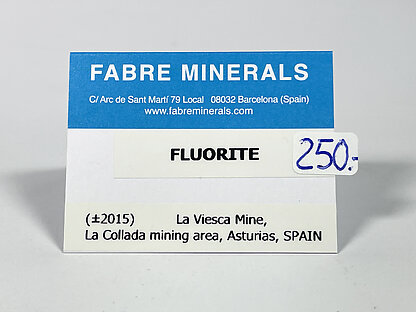 FABRE MINERALS
C/ Arc de Sant Martí 79 Local 08032 Barcelona (Spain)
www.fabreminerals.com
FLUORITE
250.-
(±2015) La Viesca Mine,
La Collada mining area, Asturias, SPAIN